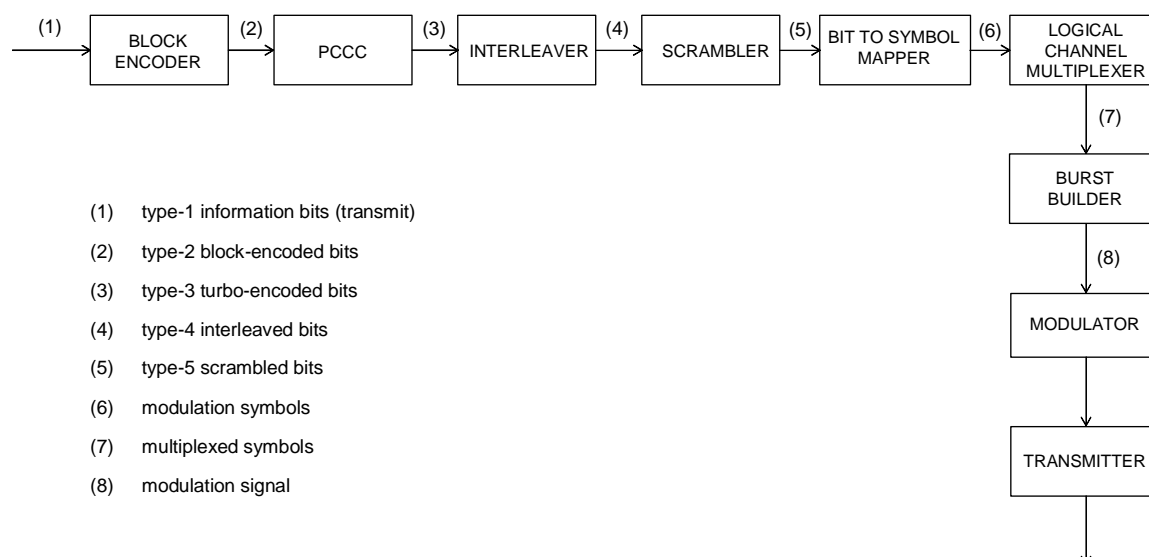 (1)
BLOCK
ENCODER
(2)
PCCC
(3)
INTERLEAVER
(4)
SCRAMBLER
(5)
BIT TO SYMBOL
MAPPER
(6)
LOGICAL
CHANNEL
MULTIPLEXER
(7)
BURST
BUILDER
(8)
MODULATOR
TRANSMITTER
(1) type-1 information bits (transmit)
(2) type-2 block-encoded bits
(3) type-3 turbo-encoded bits
(4) type-4 interleaved bits
(5) type-5 scrambled bits
(6) modulation symbols
(7) multiplexed symbols
(8) modulation signal